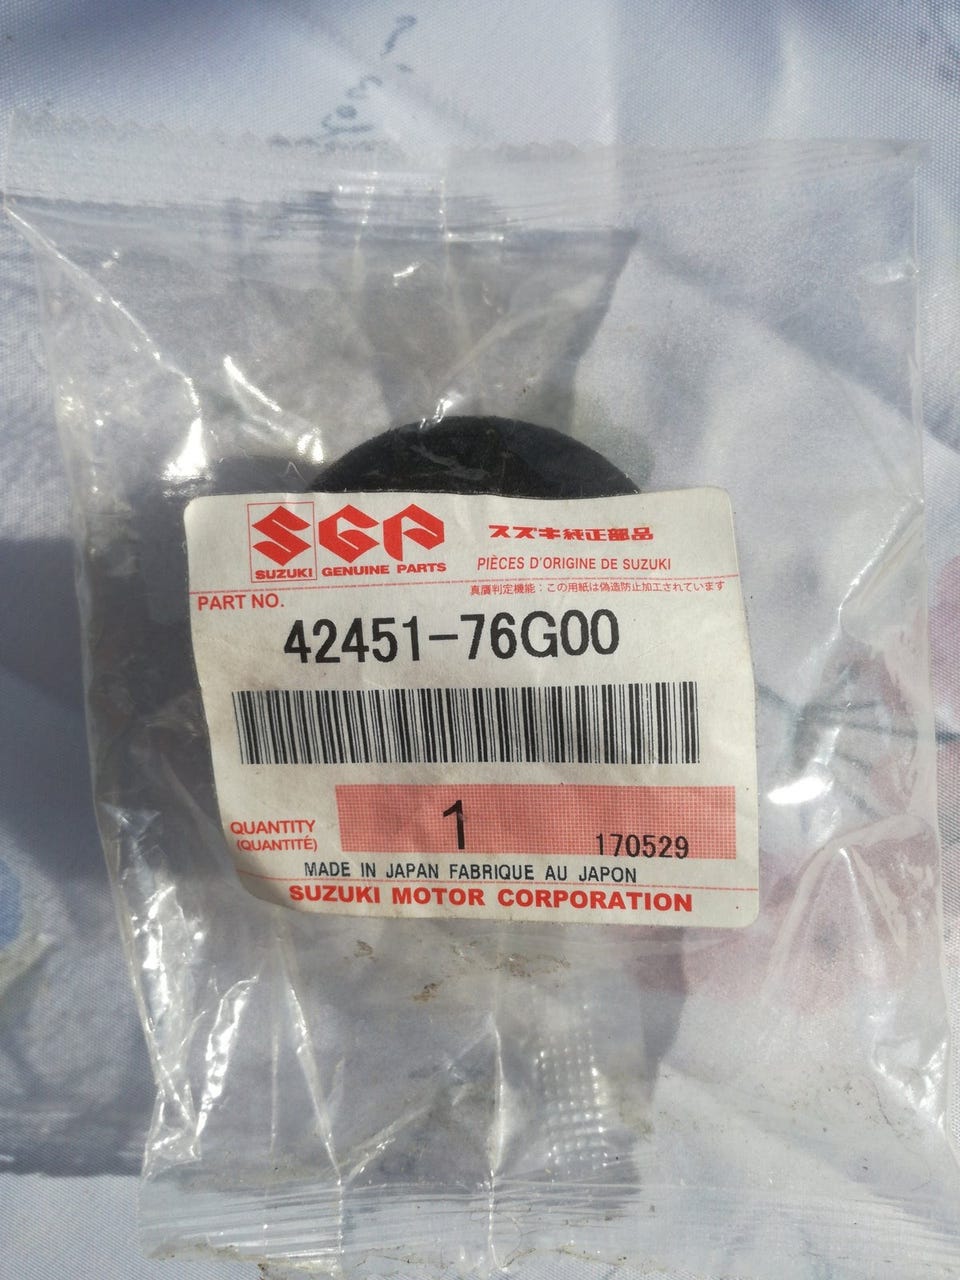 SGP
スズキ純正部品
SUZUKI GENUINE PARTS
PIÈCES D'ORIGINE DE SUZUKI
真贋判定機能：この用紙は偽造防止加工されています
PART NO.
42451-76G00
QUANTITY
(QUANTITÉ)
1
170529
MADE IN JAPAN FABRIQUE AU JAPON
SUZUKI MOTOR CORPORATION